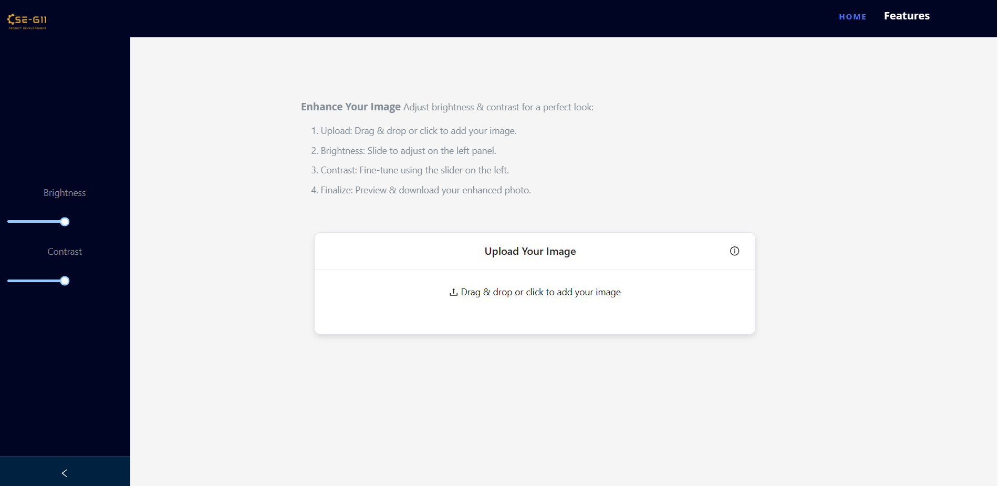 CSE-G11
PROJECT DEVELOPEMENT
HOME
Features
Brightness
Contrast
Enhance Your Image Adjust brightness & contrast for a perfect look:
1. Upload: Drag & drop or click to add your image.
2. Brightness: Slide to adjust on the left panel.
3. Contrast: Fine-tune using the slider on the left.
4. Finalize: Preview & download your enhanced photo.
Upload Your Image
Drag & drop or click to add your image